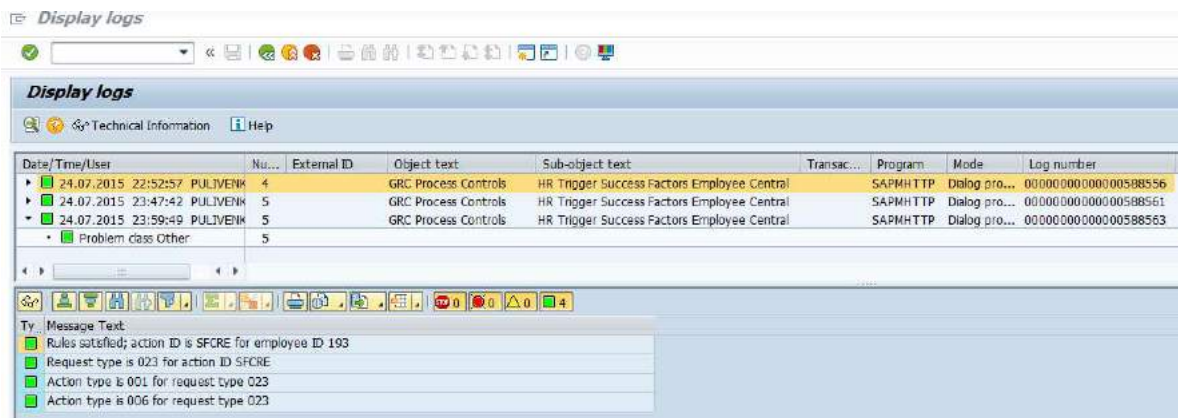 Display logs
Display logs
Technical Information Help
Date/Time/User Nu... External ID Object text Sub-object text Transac... Program Mode Log number
24.07.2015 22:52:57 PULIVENK 4 GRC Process Controls HR Trigger Success Factors Employee Central SAPMHTTP Dialog pro... 00000000000000588556
24.07.2015 23:47:42 PULIVENK 5 GRC Process Controls HR Trigger Success Factors Employee Central SAPMHTTP Dialog pro... 00000000000000588561
24.07.2015 23:59:49 PULIVENK 5 GRC Process Controls HR Trigger Success Factors Employee Central SAPMHTTP Dialog pro... 00000000000000588563
Problem class Other 5
0 0 0 4
Ty.. Message Text
Rules satisfied; action ID is SFCRE for employee ID 193
Request type is 023 for action ID SFCRE
Action type is 001 for request type 023
Action type is 006 for request type 023